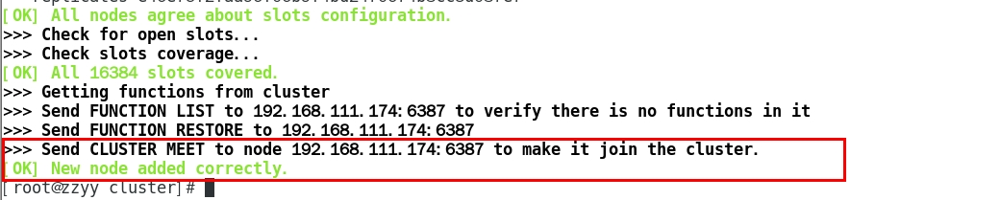 [OK] All nodes agree about slots configuration.
>>> Check for open slots...
>>> Check slots coverage...
[OK] All 16384 slots covered.
>>> Getting functions from cluster
>>> Send FUNCTION LIST to 192.168.111.174:6387 to verify there is no functions in it
>>> Send FUNCTION RESTORE to 192.168.111.174:6387
>>> Send CLUSTER MEET to node 192.168.111.174:6387 to make it join the cluster.
[OK] New node added correctly.
[root@zzyy cluster]#